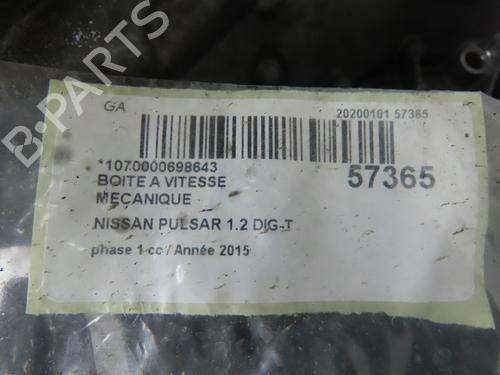 GA
20200101 57365
*1070000698643
57365
BOITE A VITESSE
MECANIQUE
NISSAN PULSAR 1.2 DIG-T
phase 1 cc / Année 2015
B-PARTS